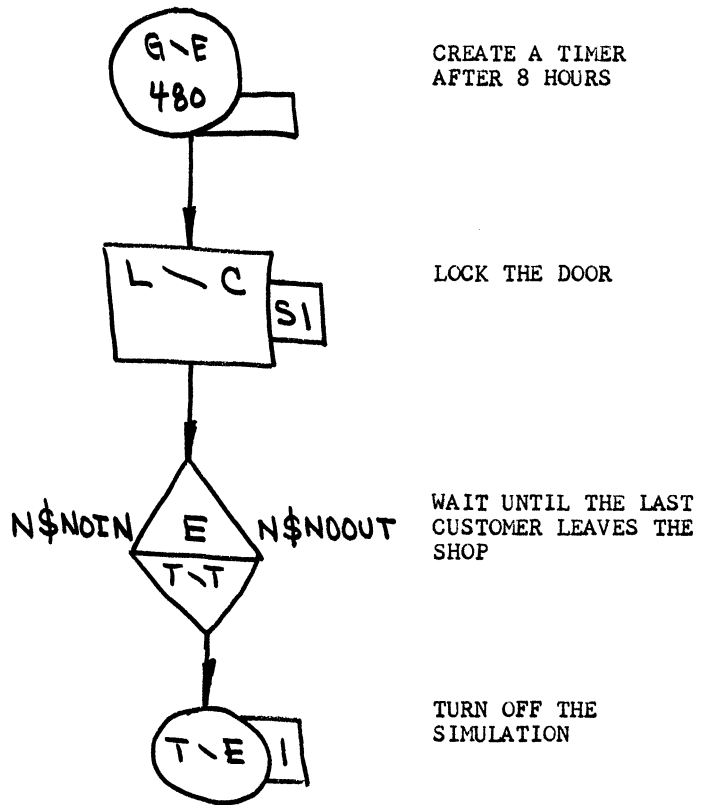 G\E
480
CREATE A TIMER
AFTER 8 HOURS
L\C
S1
LOCK THE DOOR
N$NOIN
E
N$NOOUT
T\T
WAIT UNTIL THE LAST
CUSTOMER LEAVES THE
SHOP
T\E
1
TURN OFF THE
SIMULATION